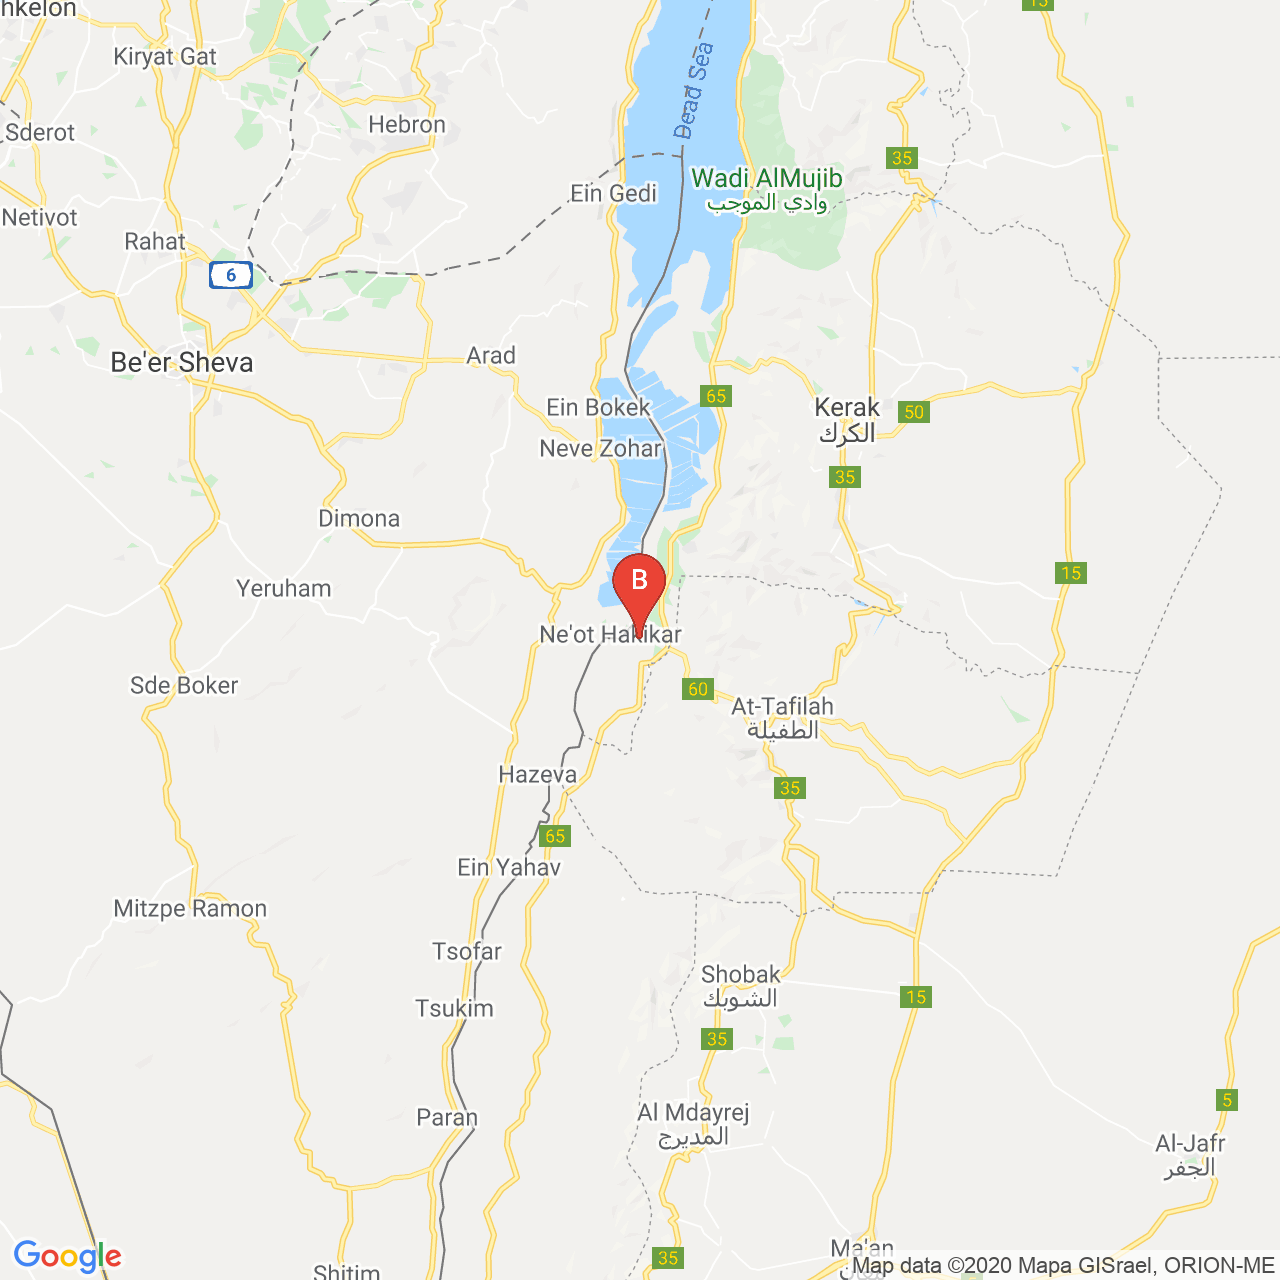 hkelon
15
Kiryat Gat
Dead Sea
Hebron
Sderot
35
Wadi AlMujib
وادي الموجب
Ein Gedi
Netivot
Rahat
6
Be'er Sheva
Arad
65
Ein Bokek
Kerak
الكرك
50
Neve Zohar
35
Dimona
15
B
Yeruham
Ne'ot Hakikar
Sde Boker
60
At-Tafilah
الطفيلة
Hazeva
35
65
Ein Yahav
Mitzpe Ramon
Tsofar
Shobak
الشوبك
15
Tsukim
35
5
Paran
Al Mdayrej
المديرج
Al-Jafr
الجفر
Google
Ma'an
35
Shitim
Map data ©2020 Mapa GISrael, ORION-ME